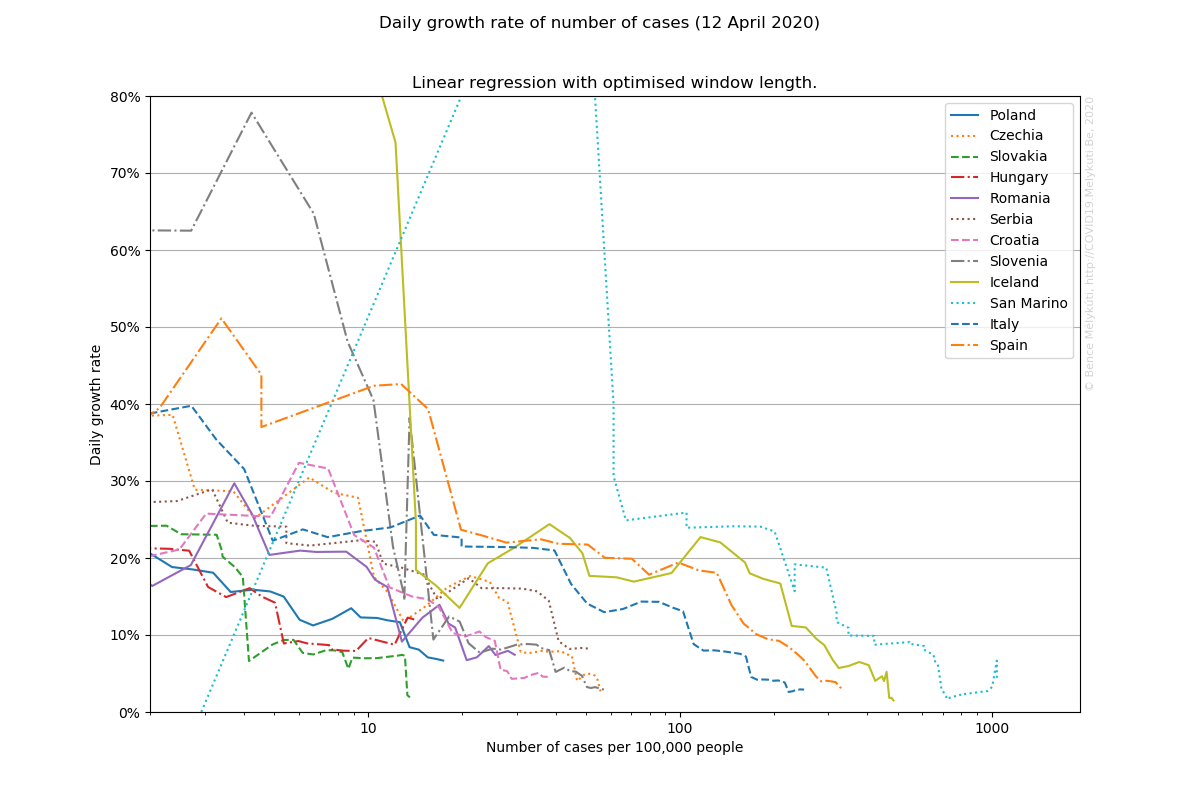 Daily growth rate of number of cases (12 April 2020)
Linear regression with optimised window length.
80%
70%
60%
50%
40%
30%
20%
10%
0%
Daily growth rate
10
100
1000
Number of cases per 100,000 people
Poland
Czechia
Slovakia
Hungary
Romania
Serbia
Croatia
Slovenia
Iceland
San Marino
Italy
Spain
© Bence Mélykúti, http://COVID19.Melykuti.Be, 2020